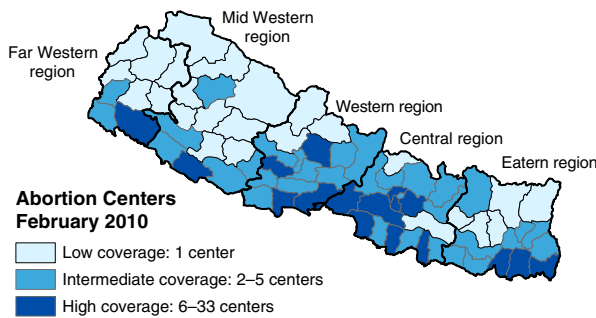 Mid Western
region
Far Western
region
Western region
Central region
Eatern region
Abortion Centers
February 2010
Low coverage: 1 center
Intermediate coverage: 2–5 centers
High coverage: 6–33 centers